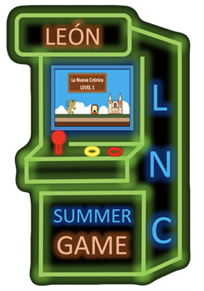 LEÓN
La Nueva Crónica
LEVEL 1
L
N
C
SUMMER
GAME